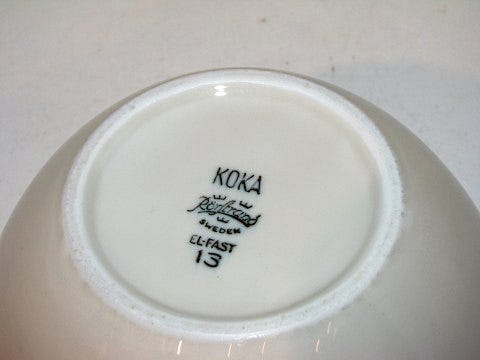 KOKA
Rörstrand
SWEDEN
EL-FAST
13